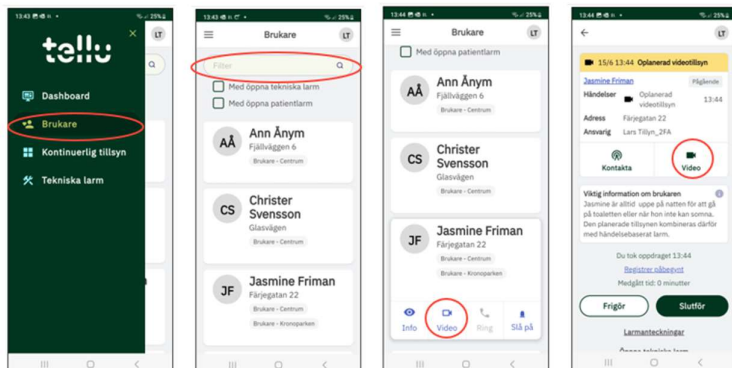 13:43
25%
tellu
×
LT
Dashboard
Brukare
Kontinuerlig tillsyn
Tekniska larm
13:43
25%
Brukare
LT
Filter
Med öppna tekniska larm
Med öppna patientlarm
AÅ
Ann Ånym
Fjällväggen 6
Brukare - Centrum
CS
Christer
Svensson
Glasvägen
Brukare - Centrum
JF
Jasmine Friman
Färjegatan 22
Brukare - Centrum
Brukare - Kronoparken
13:44
25%
Brukare
LT
Med öppna patientlarm
AÅ
Ann Ånym
Fjällväggen 6
Brukare - Centrum
CS
Christer
Svensson
Glasvägen
Brukare - Centrum
JF
Jasmine Friman
Färjegatan 22
Brukare - Centrum
Brukare - Kronoparken
Info Video Ring Slå på
13:44
25%
LT
15/6 13:44 Oplanerad videotillsyn
Jasmine Friman Pågående
Händelser Oplanerad 13:44
videotillsyn
Adress Färjegatan 22
Ansvarig Lars Tillyn_2FA
Kontakta Video
Viktig information om brukaren
Jasmine är alltid uppe på natten för att gå
på toaletten eller när hon inte kan somna.
Den planerade tillsynen kombineras därför
med händelsebaserat larm.
Du tok oppdraget 13:44
Registrer påbegynt
Medgått tid: 0 minutter
Frigör Slutför
Larmanteckningar
Öppna tekniska larm